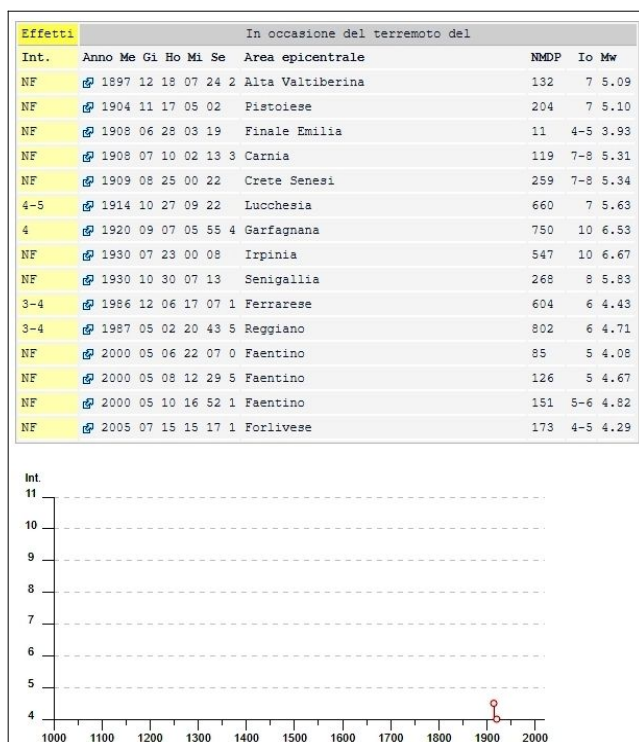 Effetti In occasione del terremoto del
Int. Anno Me Gi Ho Mi Se Area epicentrale NMDP Io Mw
NF 1897 12 18 07 24 2 Alta Valtiberina 132 7 5.09
NF 1904 11 17 05 02 Pistoiese 204 7 5.10
NF 1908 06 28 03 19 Finale Emilia 11 4-5 3.93
NF 1908 07 10 02 13 3 Carnia 119 7-8 5.31
NF 1909 08 25 00 22 Crete Senesi 259 7-8 5.34
4-5 1914 10 27 09 22 Lucchesia 660 7 5.63
4 1920 09 07 05 55 4 Garfagnana 750 10 6.53
NF 1930 07 23 00 08 Irpinia 547 10 6.67
NF 1930 10 30 07 13 Senigallia 268 8 5.83
3-4 1986 12 06 17 07 1 Ferrarese 604 6 4.43
3-4 1987 05 02 20 43 5 Reggiano 802 6 4.71
NF 2000 05 06 22 07 0 Faentino 85 5 4.08
NF 2000 05 08 12 29 5 Faentino 126 5 4.67
NF 2000 05 10 16 52 1 Faentino 151 5-6 4.82
NF 2005 07 15 15 17 1 Forlivese 173 4-5 4.29
Int.
11
10
9
8
7
6
5
4
1000 1100 1200 1300 1400 1500 1600 1700 1800 1900 2000